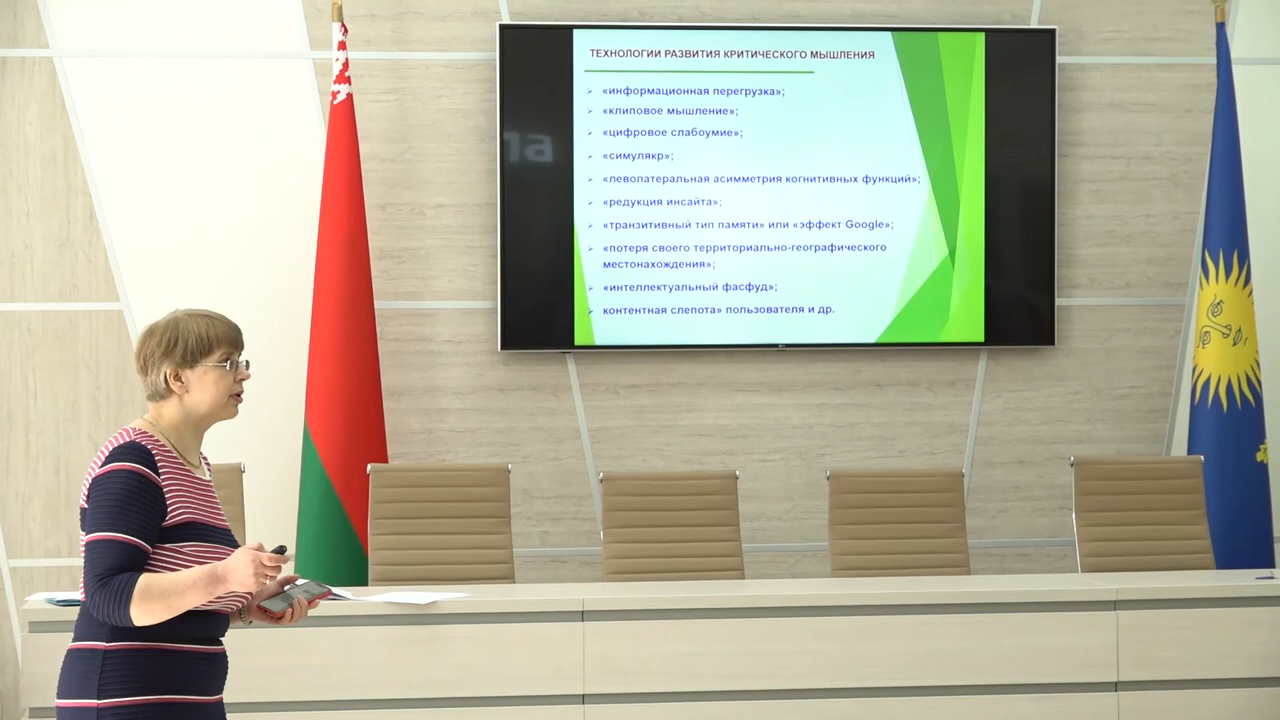 ТЕХНОЛОГИИ РАЗВИТИЯ КРИТИЧЕСКОГО МЫШЛЕНИЯ
«информационная перегрузка»;
«клиповое мышление»;
«цифровое слабоумие»;
«симулякр»;
«леволатеральная асимметрия когнитивных функций»;
«редукция инсайта»;
«транзитивный тип памяти» или «эффект Google»;
«потеря своего территориально-географического
местонахождения»;
«интеллектуальный фасфуд»;
контентная слепота» пользователя и др.